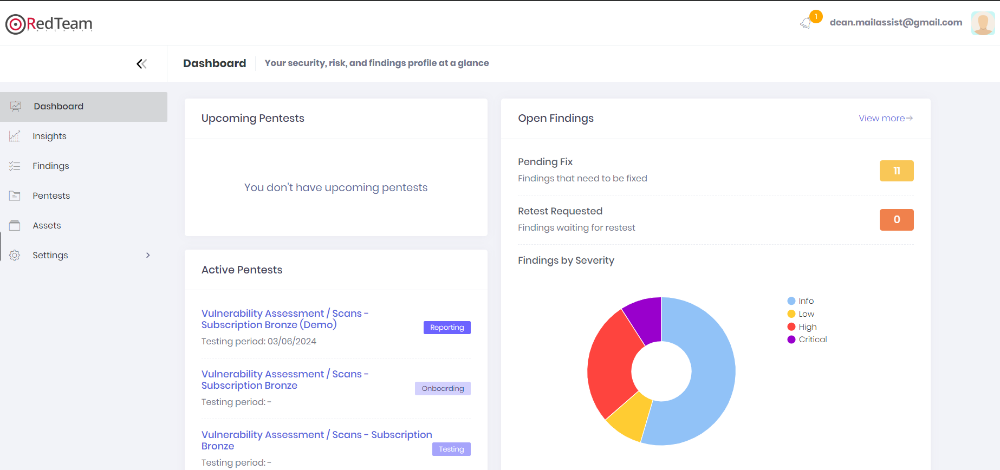 RedTeam
Partners
1
dean.mailassist@gmail.com
Dashboard
Your security, risk, and findings profile at a glance
Dashboard
Insights
Findings
Pentests
Assets
Settings
Upcoming Pentests
You don't have upcoming pentests
Active Pentests
Vulnerability Assessment / Scans -
Subscription Bronze (Demo)
Reporting
Testing period: 03/06/2024
Vulnerability Assessment / Scans -
Subscription Bronze
Onboarding
Testing period: -
Vulnerability Assessment / Scans - Subscription
Bronze
Testing
Testing period: -
Open Findings
View more
Pending Fix
Findings that need to be fixed
11
Retest Requested
Findings waiting for restest
0
Findings by Severity
Info
Low
High
Critical